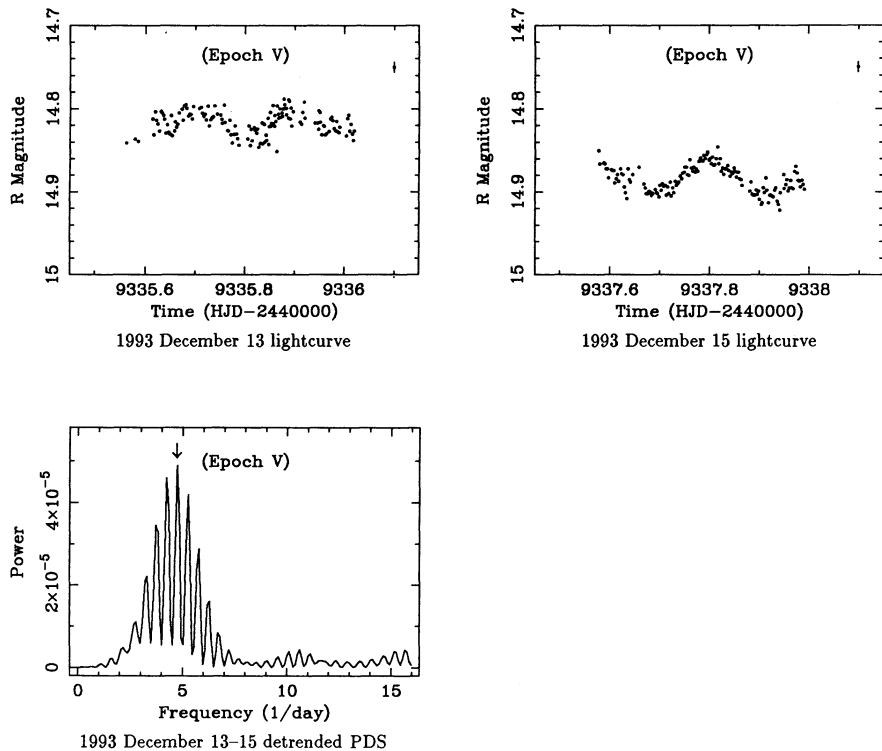 14.7
14.8
14.9
15
R Magnitude
(Epoch V)
9335.6
9335.8
9336
Time (HJD-2440000)
1993 December 13 lightcurve
14.7
14.8
14.9
15
R Magnitude
(Epoch V)
9337.6
9337.8
9338
Time (HJD-2440000)
1993 December 15 lightcurve
4×10⁻⁵
2×10⁻⁵
0
Power
(Epoch V)
0
5
10
15
Frequency (1/day)
1993 December 13–15 detrended PDS